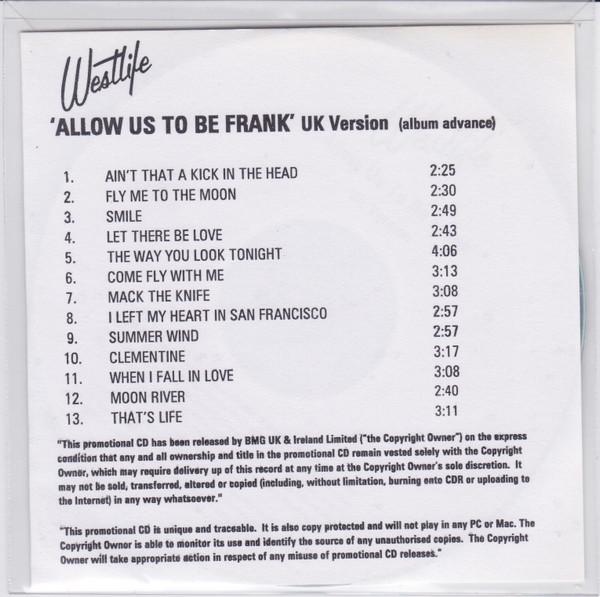 Westlife
'ALLOW US TO BE FRANK' UK Version (album advance)
1. AIN'T THAT A KICK IN THE HEAD 2:25
2. FLY ME TO THE MOON 2:30
3. SMILE 2:49
4. LET THERE BE LOVE 2:43
5. THE WAY YOU LOOK TONIGHT 4:06
6. COME FLY WITH ME 3:13
7. MACK THE KNIFE 3:08
8. I LEFT MY HEART IN SAN FRANCISCO 2:57
9. SUMMER WIND 2:57
10. CLEMENTINE 3:17
11. WHEN I FALL IN LOVE 3:08
12. MOON RIVER 2:40
13. THAT'S LIFE 3:11
"This promotional CD has been released by BMG UK & Ireland Limited ("the Copyright Owner") on the express
condition that any and all ownership and title in the promotional CD remain vested solely with the Copyright
Owner, which may require delivery up of this record at any time at the Copyright Owner's sole discretion. It
may not be sold, transferred, altered or copied (including, without limitation, burning onto CDR or uploading to
the Internet) in any way whatsoever."
"This promotional CD is unique and traceable. It is also copy protected and will not play in any PC or Mac. The
Copyright Owner is able to monitor its use and identify the source of any unauthorised copies. The Copyright
Owner will take appropriate action in respect of any misuse of promotional CD releases."